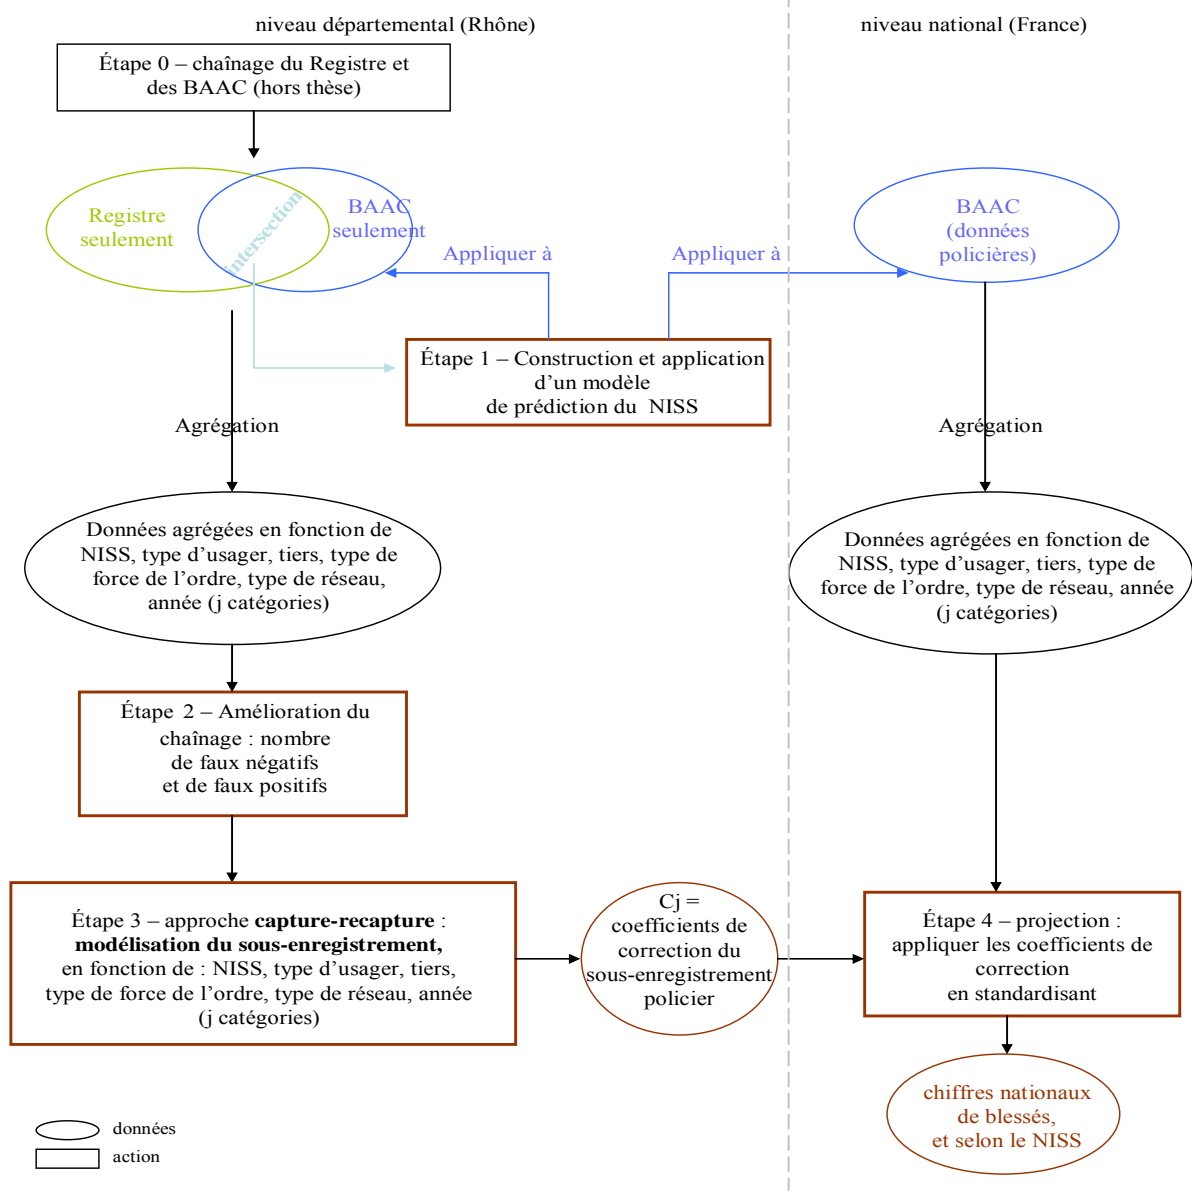 niveau départemental (Rhône)
niveau national (France)
Étape 0 – chaînage du Registre et
des BAAC (hors thèse)
Registre
seulement
intersection
BAAC
seulement
BAAC
(données
policières)
Appliquer à
Appliquer à
Étape 1 – Construction et application
d’un modèle
de prédiction du NISS
Agrégation
Agrégation
Données agrégées en fonction de
NISS, type d’usager, tiers, type de
force de l’ordre, type de réseau,
année (j catégories)
Données agrégées en fonction de
NISS, type d’usager, tiers, type de
force de l’ordre, type de réseau, année
(j catégories)
Étape 2 – Amélioration du
chaînage : nombre
de faux négatifs
et de faux positifs
Étape 3 – approche capture-recapture :
modélisation du sous-enregistrement,
en fonction de : NISS, type d’usager, tiers,
type de force de l’ordre, type de réseau, année
(j catégories)
Cj =
coefficients de
correction du
sous-enregistrement
policier
Étape 4 – projection :
appliquer les coefficients de
correction
en standardisant
chiffres nationaux
de blessés,
et selon le NISS
données
action